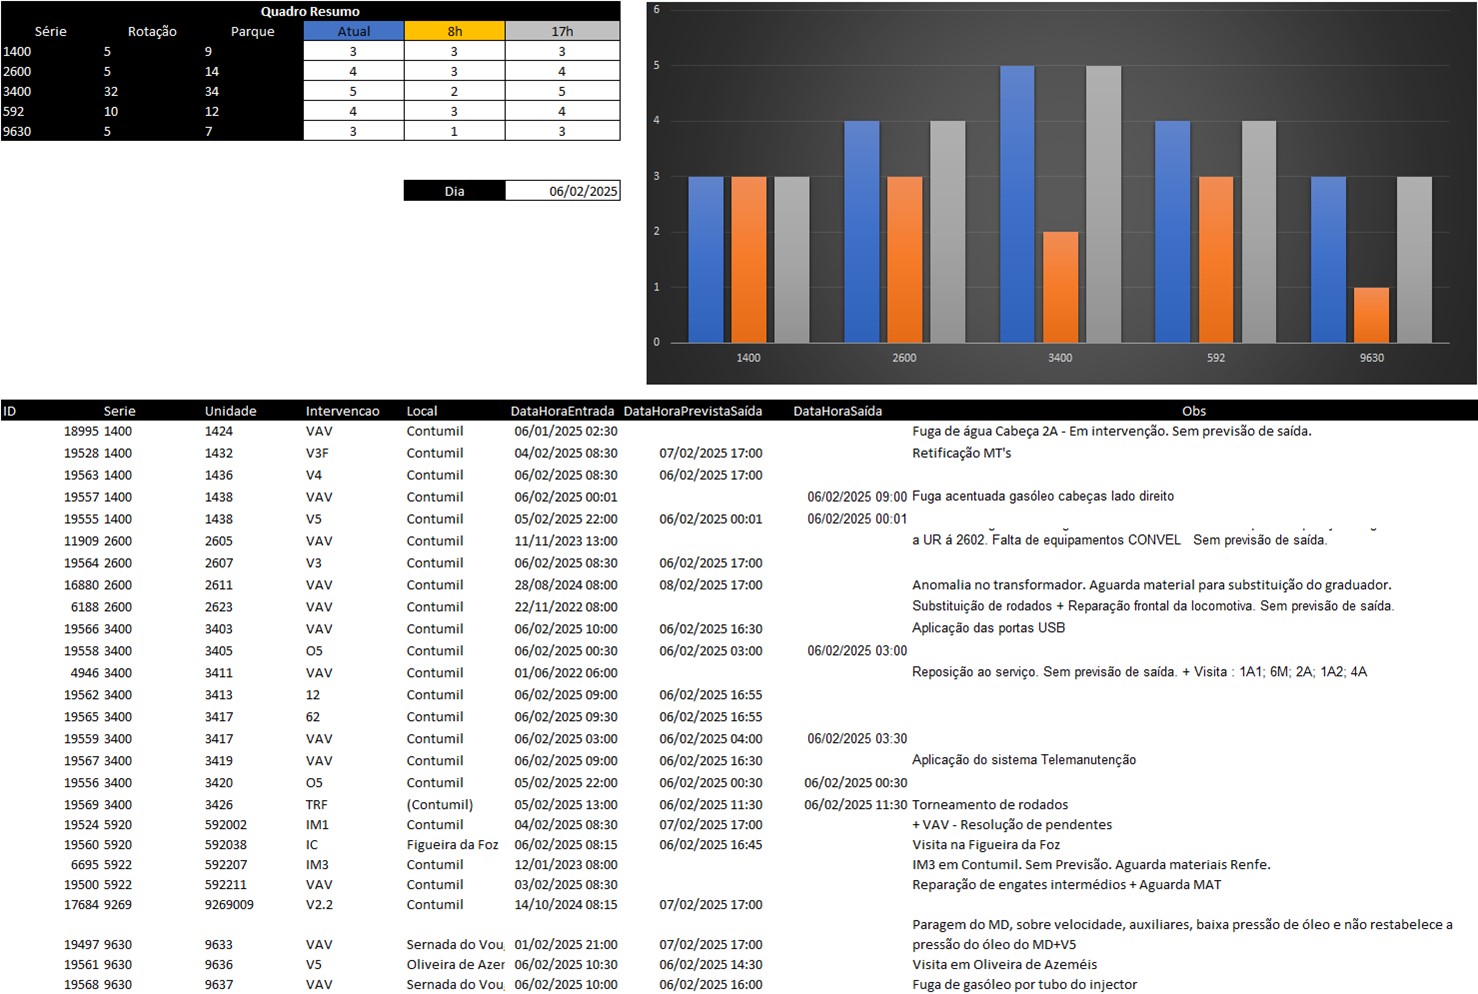 Quadro Resumo
Série Rotação Parque Atual 8h 17h
1400 5 9 3 3 3
2600 5 14 4 3 4
3400 32 34 5 2 5
592 10 12 4 3 4
9630 5 7 3 1 3
Dia 06/02/2025
6
5
4
3
2
1
0
1400 2600 3400 592 9630
ID Serie Unidade Intervencao Local DataHoraEntrada DataHoraPrevistaSaída DataHoraSaída Obs
18995 1400 1424 VAV Contumil 06/01/2025 02:30 Fuga de água Cabeça 2A - Em intervenção. Sem previsão de saída.
19528 1400 1432 V3F Contumil 04/02/2025 08:30 07/02/2025 17:00 Retificação MT's
19563 1400 1436 V4 Contumil 06/02/2025 08:30 06/02/2025 17:00
19557 1400 1438 VAV Contumil 06/02/2025 00:01 06/02/2025 09:00 Fuga acentuada gasóleo cabeças lado direito
19555 1400 1438 V5 Contumil 05/02/2025 22:00 06/02/2025 00:01 06/02/2025 00:01
11909 2600 2605 VAV Contumil 11/11/2023 13:00 a UR á 2602. Falta de equipamentos CONVEL Sem previsão de saída.
19564 2600 2607 V3 Contumil 06/02/2025 08:30 06/02/2025 17:00
16880 2600 2611 VAV Contumil 28/08/2024 08:00 08/02/2025 17:00 Anomalia no transformador. Aguarda material para substituição do graduador.
6188 2600 2623 VAV Contumil 22/11/2022 08:00 Substituição de rodados + Reparação frontal da locomotiva. Sem previsão de saída.
19566 3400 3403 VAV Contumil 06/02/2025 10:00 06/02/2025 16:30 Aplicação das portas USB
19558 3400 3405 O5 Contumil 06/02/2025 00:30 06/02/2025 03:00 06/02/2025 03:00
4946 3400 3411 VAV Contumil 01/06/2022 06:00 Reposição ao serviço. Sem previsão de saída. + Visita : 1A1; 6M; 2A; 1A2; 4A
19562 3400 3413 12 Contumil 06/02/2025 09:00 06/02/2025 16:55
19565 3400 3417 62 Contumil 06/02/2025 09:30 06/02/2025 16:55
19559 3400 3417 VAV Contumil 06/02/2025 03:00 06/02/2025 04:00 06/02/2025 03:30
19567 3400 3419 VAV Contumil 06/02/2025 09:00 06/02/2025 16:30 Aplicação do sistema Telemanutenção
19556 3400 3420 O5 Contumil 05/02/2025 22:00 06/02/2025 00:30 06/02/2025 00:30
19569 3400 3426 TRF (Contumil) 05/02/2025 13:00 06/02/2025 11:30 06/02/2025 11:30 Torneamento de rodados
19524 5920 592002 IM1 Contumil 04/02/2025 08:30 07/02/2025 17:00 + VAV - Resolução de pendentes
19560 5920 592038 IC Figueira da Foz 06/02/2025 08:15 06/02/2025 16:45 Visita na Figueira da Foz
6695 5922 592207 IM3 Contumil 12/01/2023 08:00 IM3 em Contumil. Sem Previsão. Aguarda materiais Renfe.
19500 5922 592211 VAV Contumil 03/02/2025 08:30 Reparação de engates intermédios + Aguarda MAT
17684 9269 9269009 V2.2 Contumil 14/10/2024 08:15 07/02/2025 17:00
Paragem do MD, sobre velocidade, auxiliares, baixa pressão de óleo e não restabelece a
19497 9630 9633 VAV Sernada do 01/02/2025 21:00 07/02/2025 17:00 pressão do óleo do MD+V5
19561 9630 9636 V5 Oliveira de 06/02/2025 10:30 06/02/2025 14:30 Visita em Oliveira de Azeméis
19568 9630 9637 VAV Sernada do 06/02/2025 10:00 06/02/2025 16:00 Fuga de gasóleo por tubo do injector